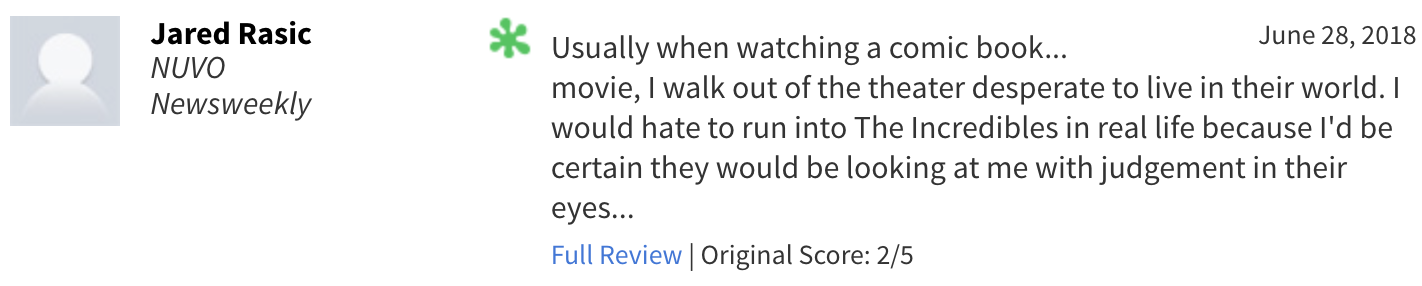 Jared Rasic
NUVO
Newsweekly
June 28, 2018
Usually when watching a comic book...
movie, I walk out of the theater desperate to live in their world. I
would hate to run into The Incredibles in real life because I'd be
certain they would be looking at me with judgement in their
eyes...
Full Review | Original Score: 2/5